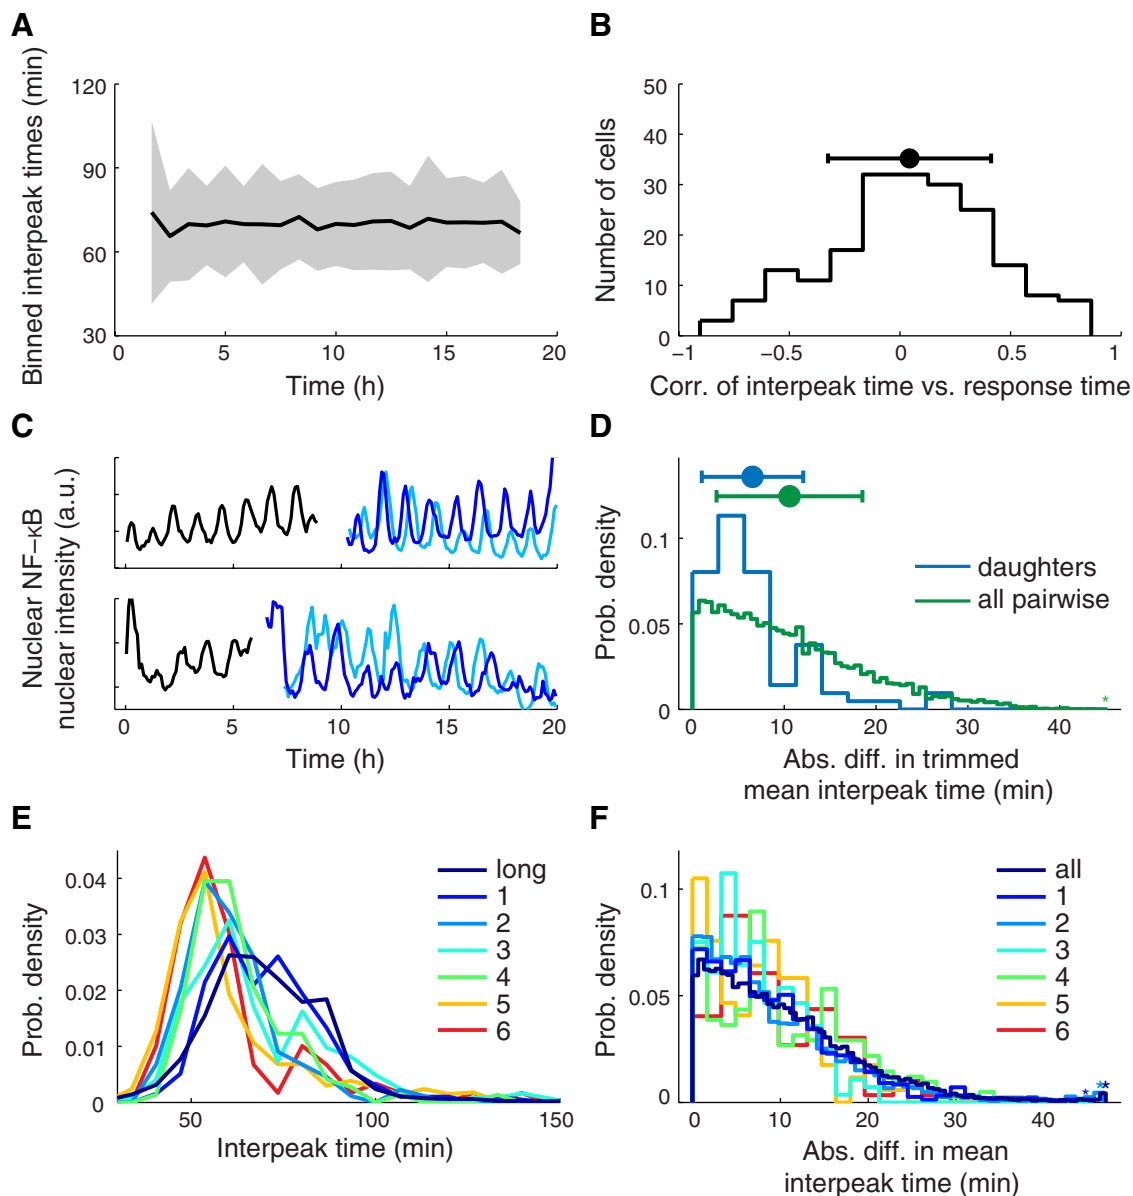 A
Binned interpeak times (min)
120
90
60
30
0
5
10
15
20
Time (h)
B
Number of cells
50
40
30
20
10
0
−1
−0.5
0
0.5
1
Corr. of interpeak time vs. response time
C
Nuclear NF−κB
nuclear intensity (a.u.)
0
5
10
15
20
Time (h)
D
Prob. density
0.1
0.05
0
daughters
all pairwise
*
0
10
20
30
40
Abs. diff. in trimmed
mean interpeak time (min)
E
Prob. density
0.04
0.03
0.02
0.01
0
long
1
2
3
4
5
6
50
100
150
Interpeak time (min)
F
Prob. density
0.1
0.05
0
all
1
2
3
4
5
6
* * *
0
10
20
30
40
Abs. diff. in mean
interpeak time (min)